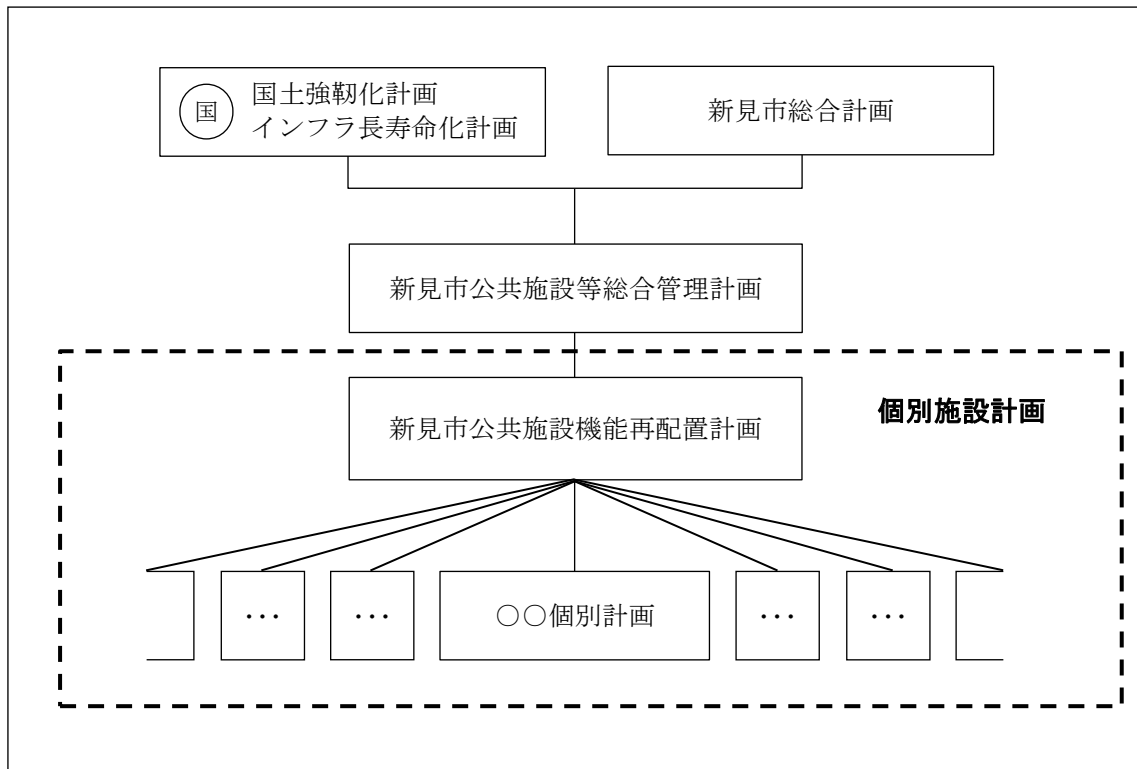 国
国土強靭化計画
インフラ長寿命化計画
新見市総合計画
新見市公共施設等総合管理計画
新見市公共施設機能再配置計画
個別施設計画
…
…
○○個別計画
…
…